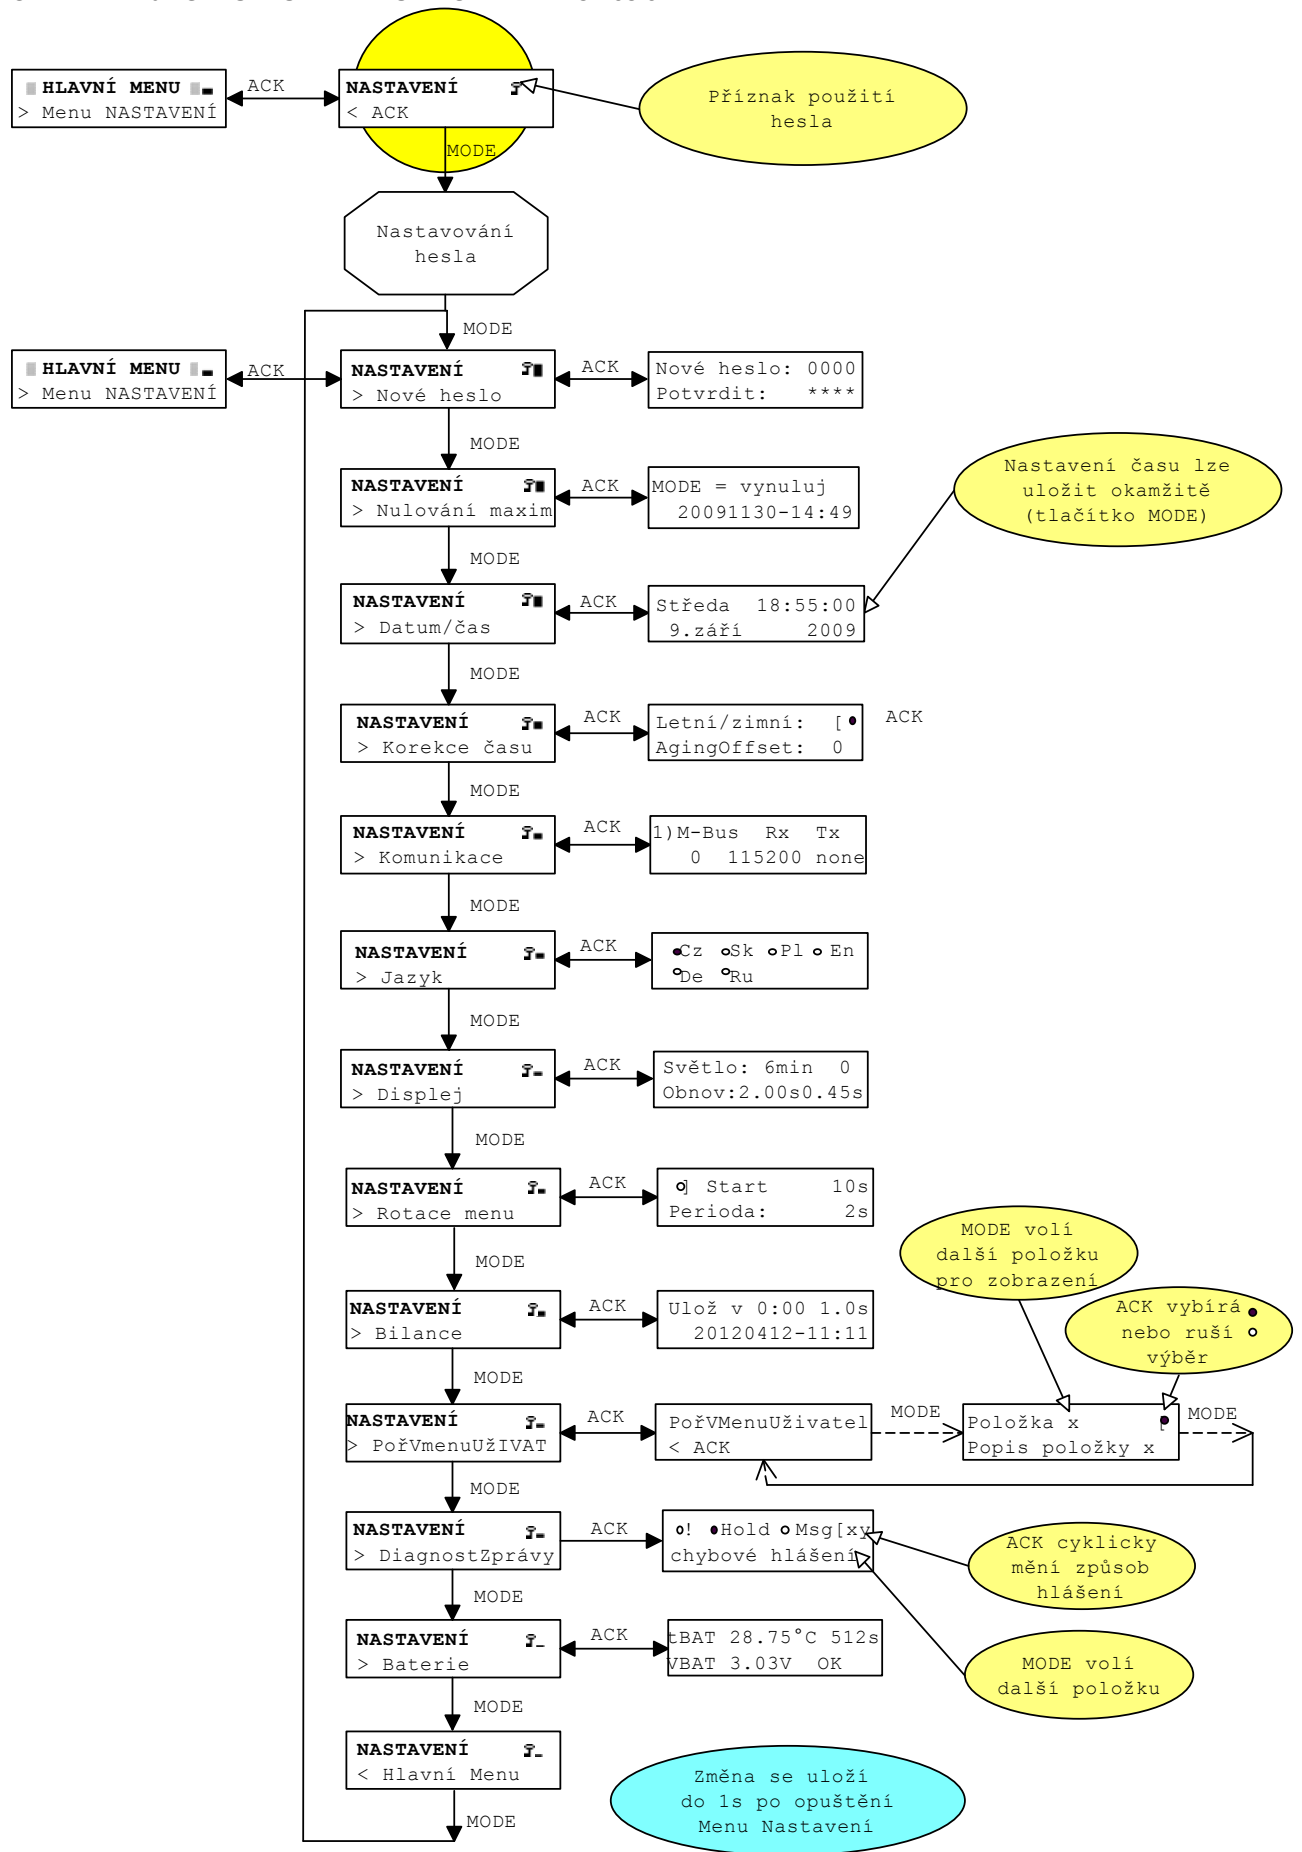 HLAVNÍ MENU
> Menu NASTAVENÍ
ACK
NASTAVENÍ
< ACK
Příznak použití
hesla
MODE
Nastavování
hesla
MODE
HLAVNÍ MENU
> Menu NASTAVENÍ
ACK
NASTAVENÍ
> Nové heslo
ACK
Nové heslo: 0000
Potvrdit: ****
MODE
NASTAVENÍ
> Nulování maxim
ACK
MODE = vynuluj
20091130-14:49
Nastavení času lze
uložit okamžitě
(tlačítko MODE)
MODE
NASTAVENÍ
> Datum/čas
ACK
Středa 18:55:00
9.září 2009
MODE
NASTAVENÍ
> Korekce času
ACK
Letní/zimní: [●
AgingOffset: 0
ACK
MODE
NASTAVENÍ
> Komunikace
ACK
1)M-Bus Rx Tx
0 115200 none
MODE
NASTAVENÍ
> Jazyk
ACK
●Cz ○Sk ○Pl ○En
○De ○Ru
MODE
NASTAVENÍ
> Displej
ACK
Světlo: 6min 0
Obnov:2.00s0.45s
MODE
NASTAVENÍ
> Rotace menu
ACK
○] Start 10s
Perioda: 2s
MODE volí
další položku
pro zobrazení
MODE
NASTAVENÍ
> Bilance
ACK
Ulož v 0:00 1.0s
20120412-11:11
ACK vybírá ●
nebo ruší ○
výběr
MODE
NASTAVENÍ
> PořVmenuUžIVAT
ACK
PořVMenuUživatel
< ACK
MODE
Položka x [●
Popis položky x
MODE
MODE
NASTAVENÍ
> DiagnostZprávy
ACK
○! ●Hold ○Msg[xy
chybové hlášení
ACK cyklicky
mění způsob
hlášení
MODE
NASTAVENÍ
> Baterie
ACK
tBAT 28.75°C 512s
VBAT 3.03V OK
MODE volí
další položku
MODE
NASTAVENÍ
< Hlavní Menu
MODE
Změna se uloží
do 1s po opuštění
Menu Nastavení